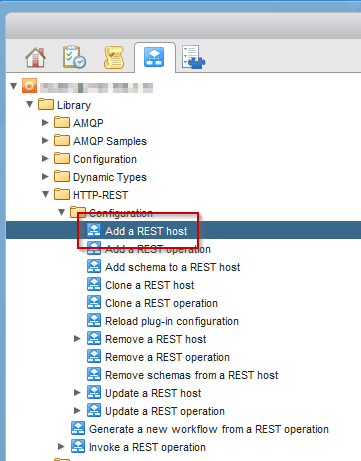 Library
AMQP
AMQP Samples
Configuration
Dynamic Types
HTTP-REST
Configuration
Add a REST host
Add a REST operation
Add schema to a REST host
Clone a REST host
Clone a REST operation
Reload plug-in configuration
Remove a REST host
Remove a REST operation
Remove schemas from a REST host
Update a REST host
Update a REST operation
Generate a new workflow from a REST operation
Invoke a REST operation